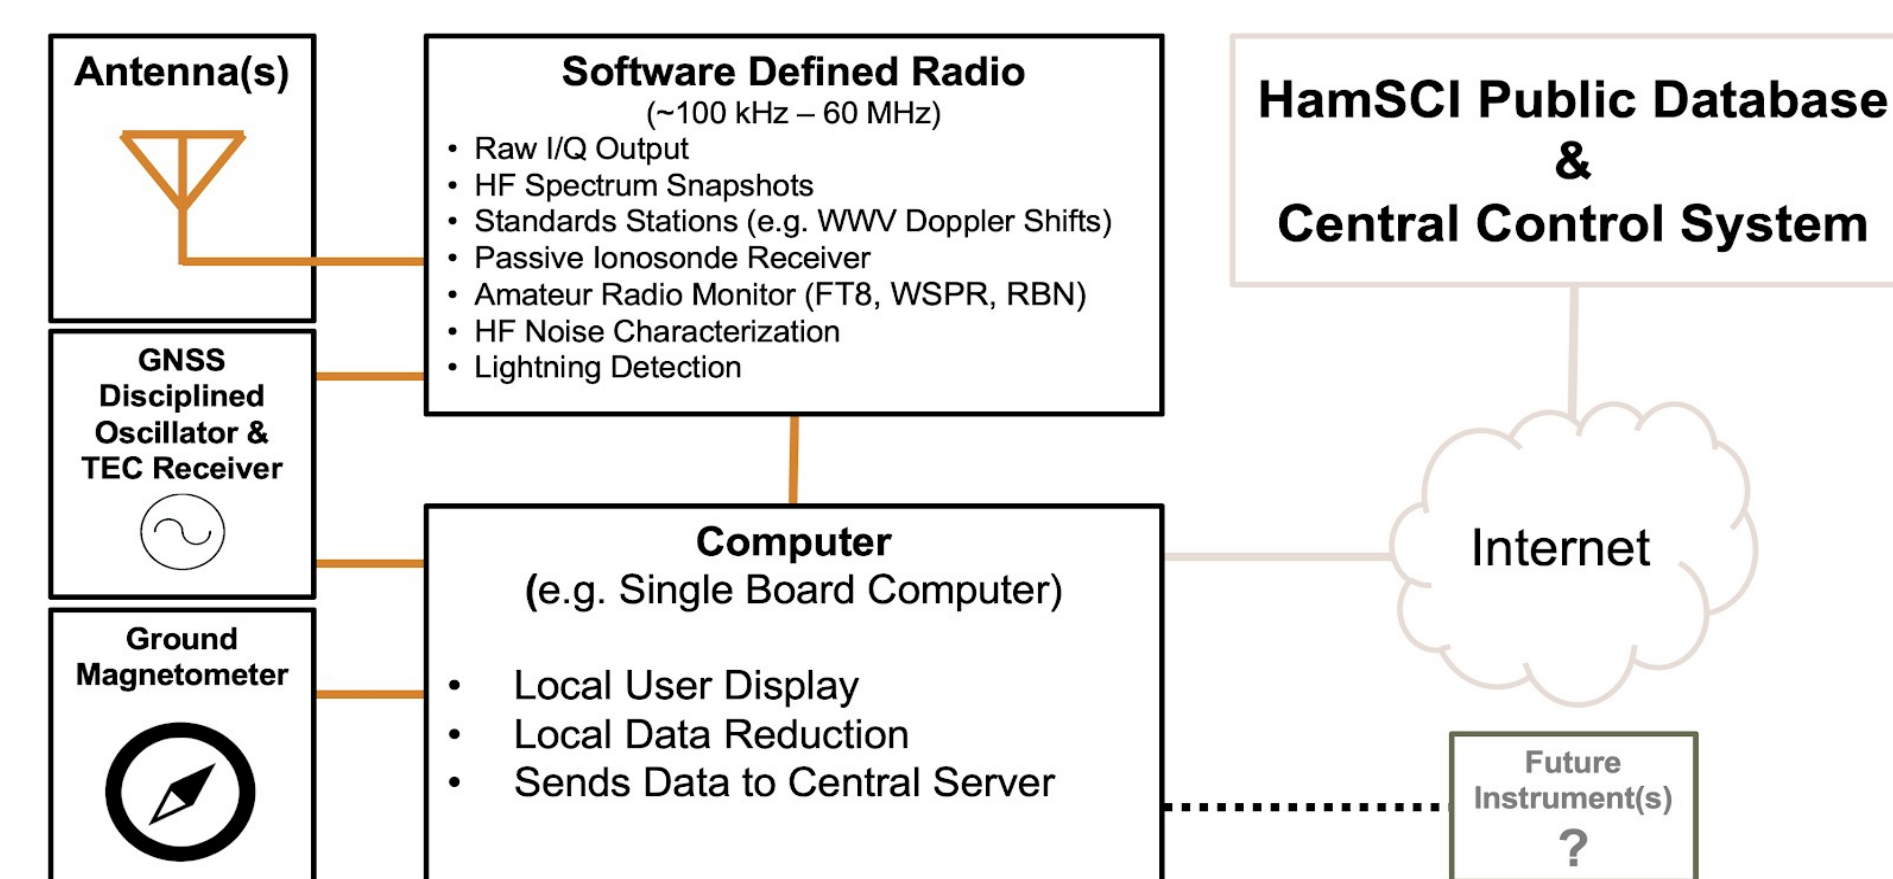 Antenna(s)
Software Defined Radio
(~100 kHz – 60 MHz)
• Raw I/Q Output
• HF Spectrum Snapshots
• Standards Stations (e.g. WWV Doppler Shifts)
• Passive Ionosonde Receiver
• Amateur Radio Monitor (FT8, WSPR, RBN)
• HF Noise Characterization
• Lightning Detection
HamSCI Public Database
&
Central Control System
GNSS
Disciplined
Oscillator &
TEC Receiver
Computer
(e.g. Single Board Computer)
• Local User Display
• Local Data Reduction
• Sends Data to Central Server
Internet
Ground
Magnetometer
Future
Instrument(s)
?